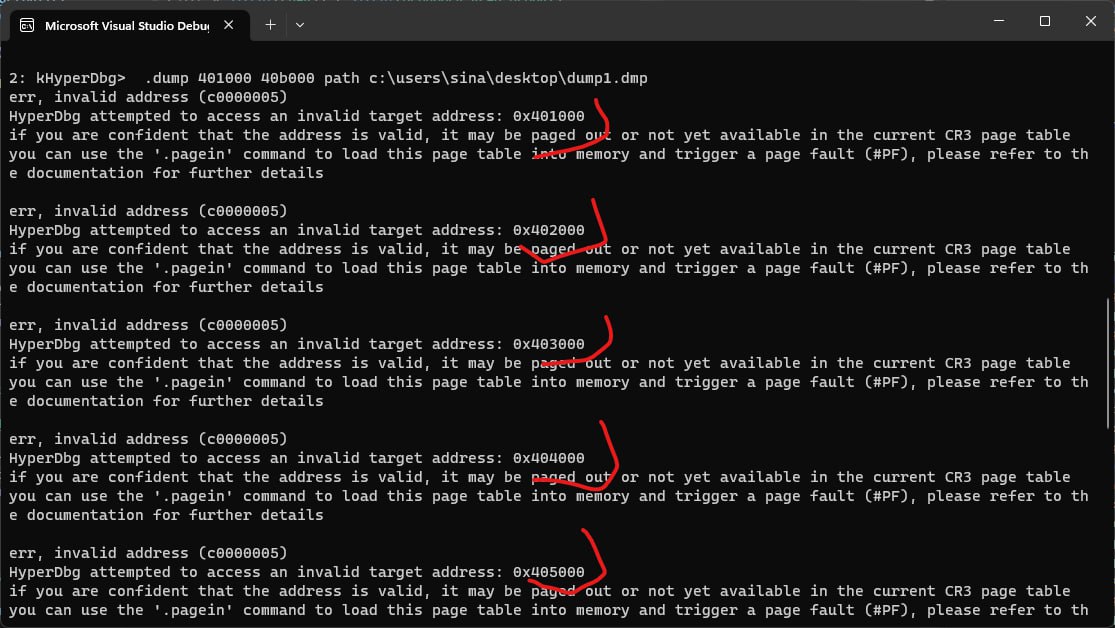 Microsoft Visual Studio Debu
2: kHyperDbg>  .dump 401000 40b000 path c:\users\sina\desktop\dump1.dmp
err, invalid address (c0000005)
HyperDbg attempted to access an invalid target address: 0x401000
if you are confident that the address is valid, it may be paged out or not yet available in the current CR3 page table
you can use the '.pagein' command to load this page table into memory and trigger a page fault (#PF), please refer to th
e documentation for further details
err, invalid address (c0000005)
HyperDbg attempted to access an invalid target address: 0x402000
if you are confident that the address is valid, it may be paged out or not yet available in the current CR3 page table
you can use the '.pagein' command to load this page table into memory and trigger a page fault (#PF), please refer to th
e documentation for further details
err, invalid address (c0000005)
HyperDbg attempted to access an invalid target address: 0x403000
if you are confident that the address is valid, it may be paged out or not yet available in the current CR3 page table
you can use the '.pagein' command to load this page table into memory and trigger a page fault (#PF), please refer to th
e documentation for further details
err, invalid address (c0000005)
HyperDbg attempted to access an invalid target address: 0x404000
if you are confident that the address is valid, it may be paged out or not yet available in the current CR3 page table
you can use the '.pagein' command to load this page table into memory and trigger a page fault (#PF), please refer to th
e documentation for further details
err, invalid address (c0000005)
HyperDbg attempted to access an invalid target address: 0x405000
if you are confident that the address is valid, it may be paged out or not yet available in the current CR3 page table
you can use the '.pagein' command to load this page table into memory and trigger a page fault (#PF), please refer to th